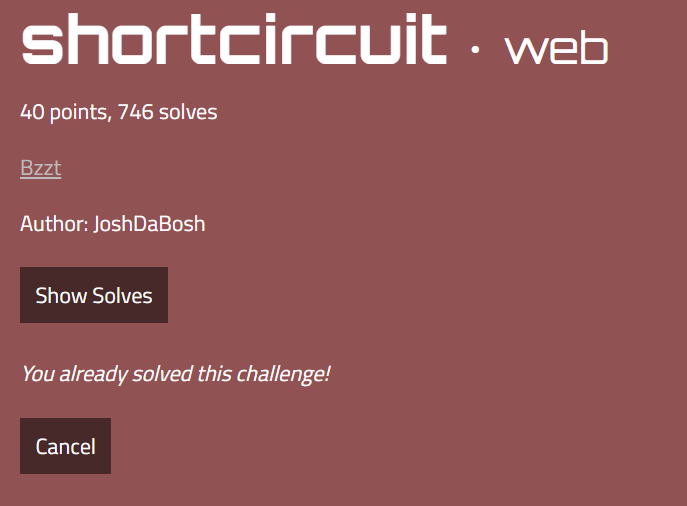 shortcircuit · web
40 points, 746 solves
Bzzt
Author: JoshDaBosh
Show Solves
You already solved this challenge!
Cancel